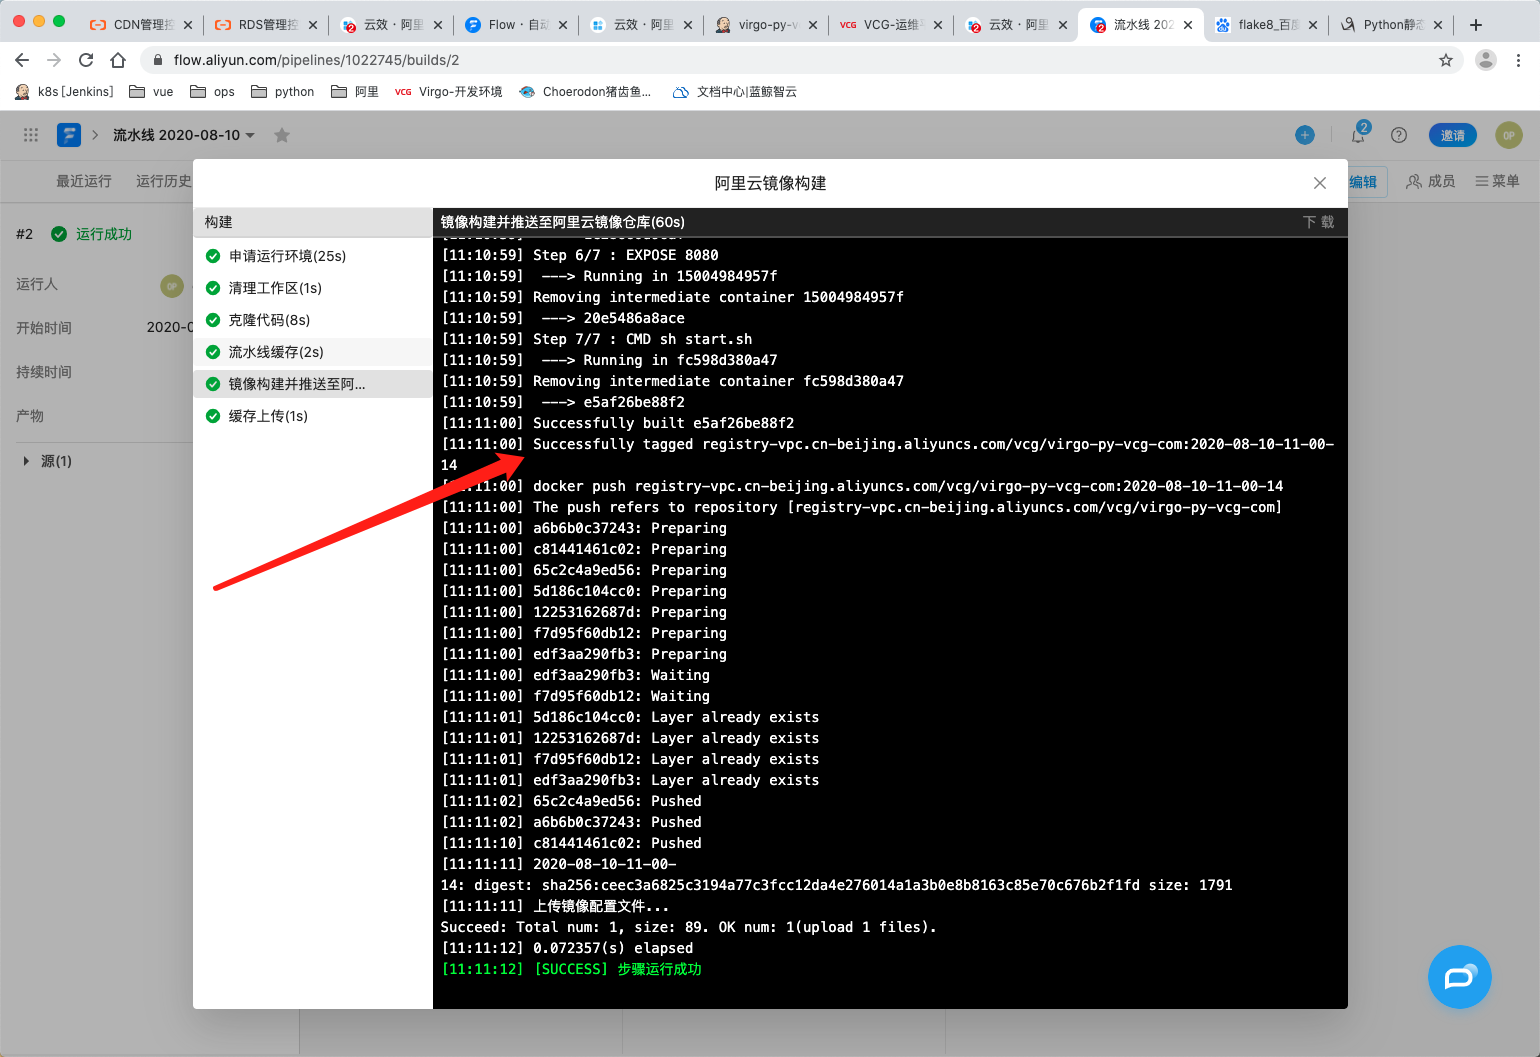 CDN管理控
RDS管理控
云效 · 阿里
Flow · 自动
云效 · 阿里
virgo-py-v
VCG VCG-运维
云效 · 阿里
流水线 202
flake8_百度
Python静态
flow.aliyun.com/pipelines/1022745/builds/2
k8s [Jenkins]
vue
ops
python
阿里
VCG Virgo-开发环境
Choerodon猪齿鱼...
文档中心|蓝鲸智云
流水线 2020-08-10
2
邀请
OP
最近运行
运行历史
编辑
成员
菜单
#2 运行成功
运行人
OP
开始时间 2020-0
持续时间
产物
源(1)
阿里云镜像构建
构建
申请运行环境(25s)
清理工作区(1s)
克隆代码(8s)
流水线缓存(2s)
镜像构建并推送至阿...
缓存上传(1s)
镜像构建并推送至阿里云镜像仓库(60s)
下 载
[11:10:59] Step 6/7 : EXPOSE 8080
[11:10:59]  ---> Running in 15004984957f
[11:10:59] Removing intermediate container 15004984957f
[11:10:59]  ---> 20e5486a8ace
[11:10:59] Step 7/7 : CMD sh start.sh
[11:10:59]  ---> Running in fc598d380a47
[11:10:59] Removing intermediate container fc598d380a47
[11:10:59]  ---> e5af26be88f2
[11:11:00] Successfully built e5af26be88f2
[11:11:00] Successfully tagged registry-vpc.cn-beijing.aliyuncs.com/vcg/virgo-py-vcg-com:2020-08-10-11-00-
14
[11:11:00] docker push registry-vpc.cn-beijing.aliyuncs.com/vcg/virgo-py-vcg-com:2020-08-10-11-00-14
[11:11:00] The push refers to repository [registry-vpc.cn-beijing.aliyuncs.com/vcg/virgo-py-vcg-com]
[11:11:00] a6b6b0c37243: Preparing
[11:11:00] c81441461c02: Preparing
[11:11:00] 65c2c4a9ed56: Preparing
[11:11:00] 5d186c104cc0: Preparing
[11:11:00] 12253162687d: Preparing
[11:11:00] f7d95f60db12: Preparing
[11:11:00] edf3aa290fb3: Preparing
[11:11:00] edf3aa290fb3: Waiting
[11:11:00] f7d95f60db12: Waiting
[11:11:01] 5d186c104cc0: Layer already exists
[11:11:01] 12253162687d: Layer already exists
[11:11:01] f7d95f60db12: Layer already exists
[11:11:01] edf3aa290fb3: Layer already exists
[11:11:02] 65c2c4a9ed56: Pushed
[11:11:02] a6b6b0c37243: Pushed
[11:11:10] c81441461c02: Pushed
[11:11:11] 2020-08-10-11-00-
14: digest: sha256:ceec3a6825c3194a77c3fcc12da4e276014a1a3b0e8b8163c85e70c676b2f1fd size: 1791
[11:11:11] 上传镜像配置文件...
Succeed: Total num: 1, size: 89. OK num: 1(upload 1 files).
[11:11:12] 0.072357(s) elapsed
[11:11:12] [SUCCESS] 步骤运行成功